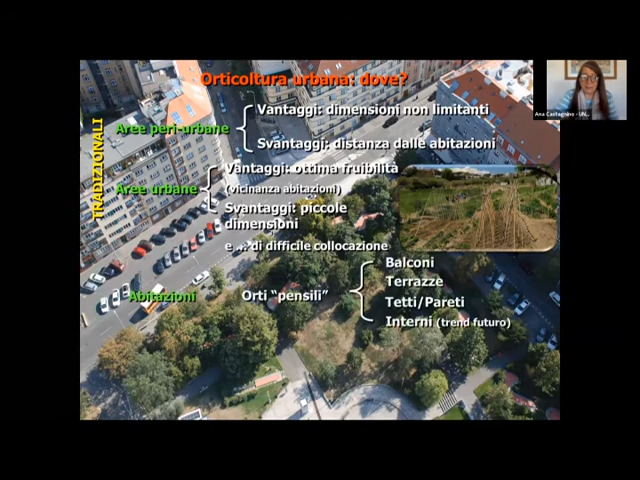 Orticoltura urbana: dove?
TRADIZIONALI
Aree peri-urbane
Vantaggi: dimensioni non limitanti
Svantaggi: distanza dalle abitazioni
Aree urbane
Vantaggi: ottima fruibilità
(vicinanza abitazioni)
Svantaggi: piccole
dimensioni
e ... di difficile collocazione
Abitazioni
Orti “pensili”
Balconi
Terrazze
Tetti/Pareti
Interni (trend futuro)
Ana Castagnino - UN...